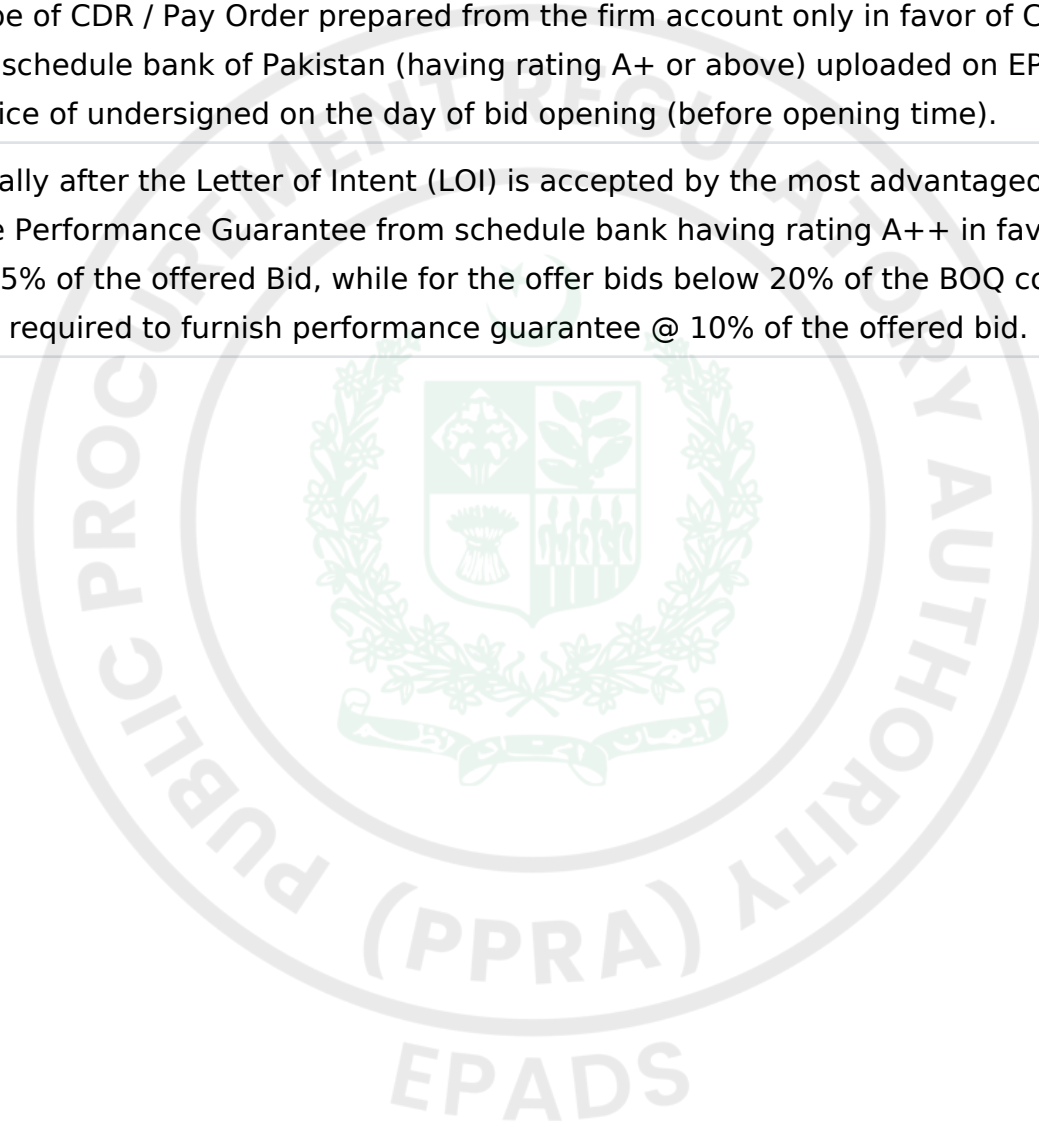 be of CDR / Pay Order prepared from the firm account only in favor of C
schedule bank of Pakistan (having rating A+ or above) uploaded on EP
ice of undersigned on the day of bid opening (before opening time).
ally after the Letter of Intent (LOI) is accepted by the most advantageo
e Performance Guarantee from schedule bank having rating A++ in fav
5% of the offered Bid, while for the offer bids below 20% of the BOQ co
required to furnish performance guarantee @ 10% of the offered bid.
PUBLIC PROCUREMENT REGULATORY AUTHORITY
(PPRA)
EPADS